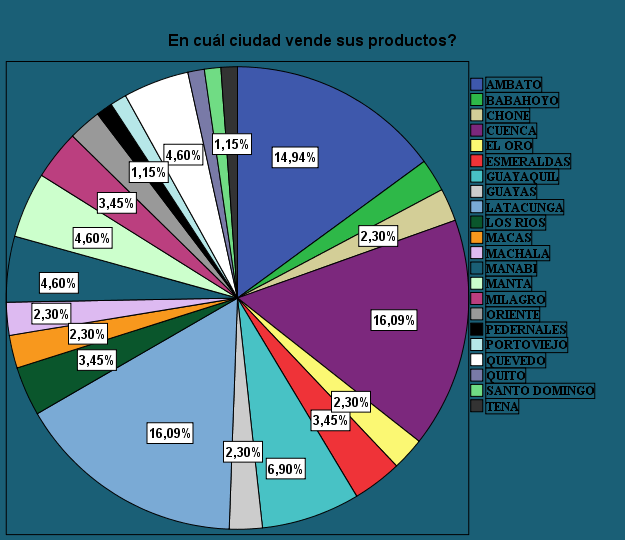 En cuál ciudad vende sus productos?
AMBATO
BABAHOYO
CHONE
CUENCA
EL ORO
ESMERALDAS
GUAYAQUIL
GUAYAS
LATACUNGA
LOS RIOS
MACAS
MACHALA
MANABI
MANTA
MILAGRO
ORIENTE
PEDERNALES
PORTOVIEJO
QUEVEDO
QUITO
SANTO DOMINGO
TENA
14,94%
2,30%
16,09%
2,30%
3,45%
6,90%
2,30%
16,09%
3,45%
2,30%
2,30%
4,60%
4,60%
3,45%
1,15%
4,60%
1,15%